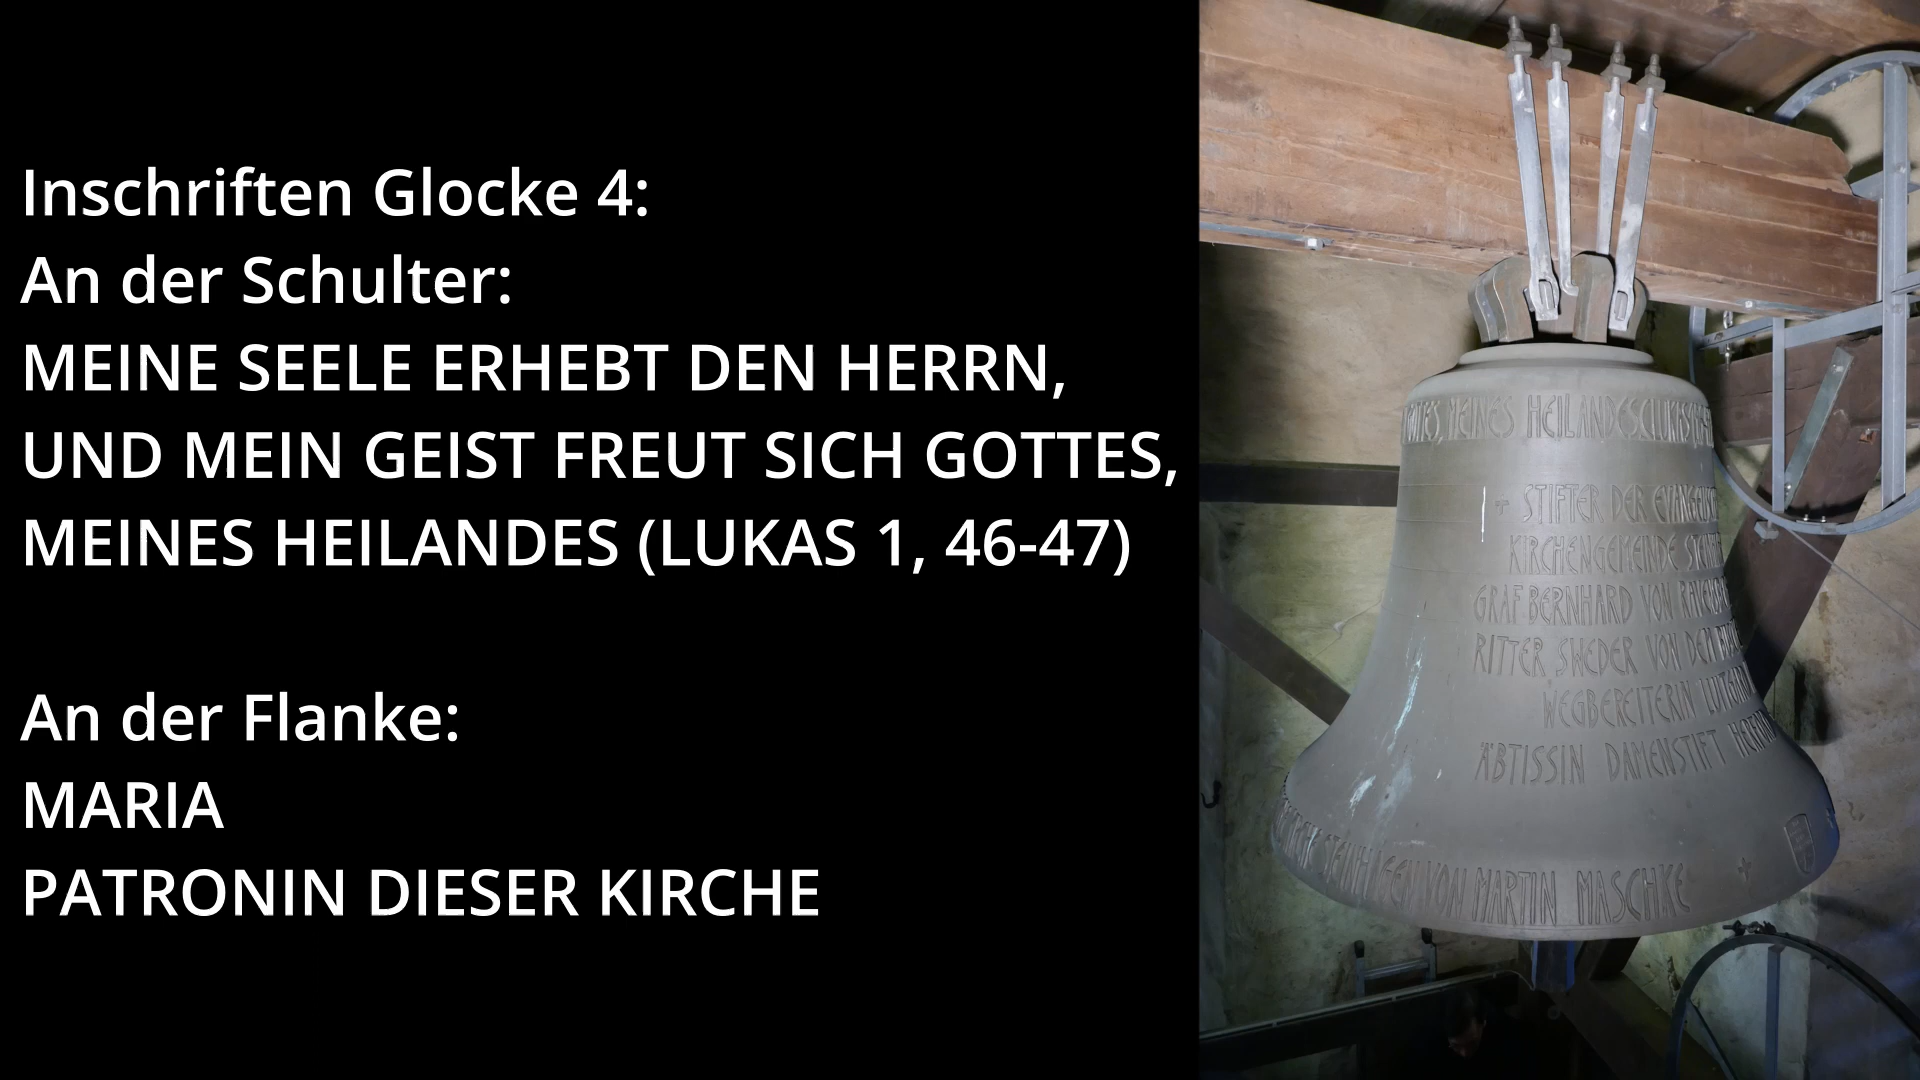 Inschriften Glocke 4:
An der Schulter:
MEINE SEELE ERHEBT DEN HERRN,
UND MEIN GEIST FREUT SICH GOTTES,
MEINES HEILANDES (LUKAS 1, 46-47)
An der Flanke:
MARIA
PATRONIN DIESER KIRCHE
MEINES HEILANDES
+ STIFTER DER
KIRCHENGEMEINDE
GRAF BERNHARD VON
RITTER SWEDER VON DEM
WEGBEREITERIN
ÄBTISSIN DAMENSTIFT
VON MARTIN MASCHKE +